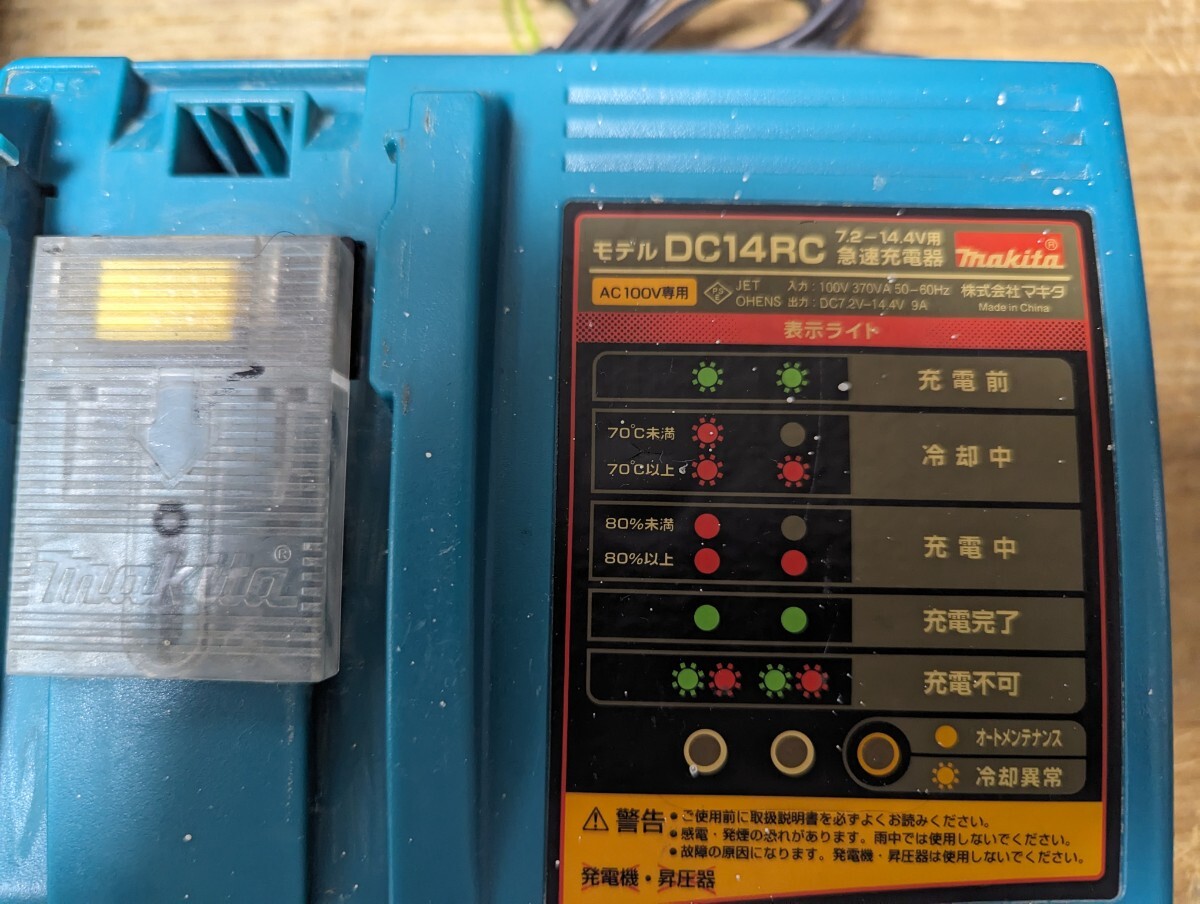 モデル DC14RC 7.2-14.4V用 急速充電器 makita®
AC100V専用 PSE JET 入力:100V 370VA 50-60Hz 株式会社マキタ
OHENS 出力:DC7.2V-14.4V 9A Made in China
表示ライト
充電前
70℃未満
70℃以上
冷却中
80%未満
80%以上
充電中
充電完了
充電不可
オートメンテナンス
冷却異常
⚠警告
・ご使用前に取扱説明書を必ずよくお読みください。
・感電・発煙の恐れがあります。雨中では使用しないでください。
・故障の原因になります。発電機・昇圧器は使用しないでください。
発電機・昇圧器
makita®